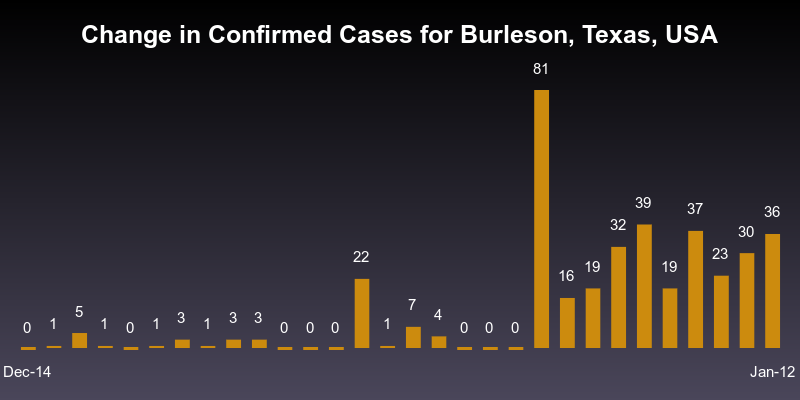 Change in Confirmed Cases for Burleson, Texas, USA
0 1 5 1 0 1 3 1 3 3 0 0 0 22 1 7 4 0 0 0 81 16 19 32 39 19 37 23 30 36
Dec-14 Jan-12